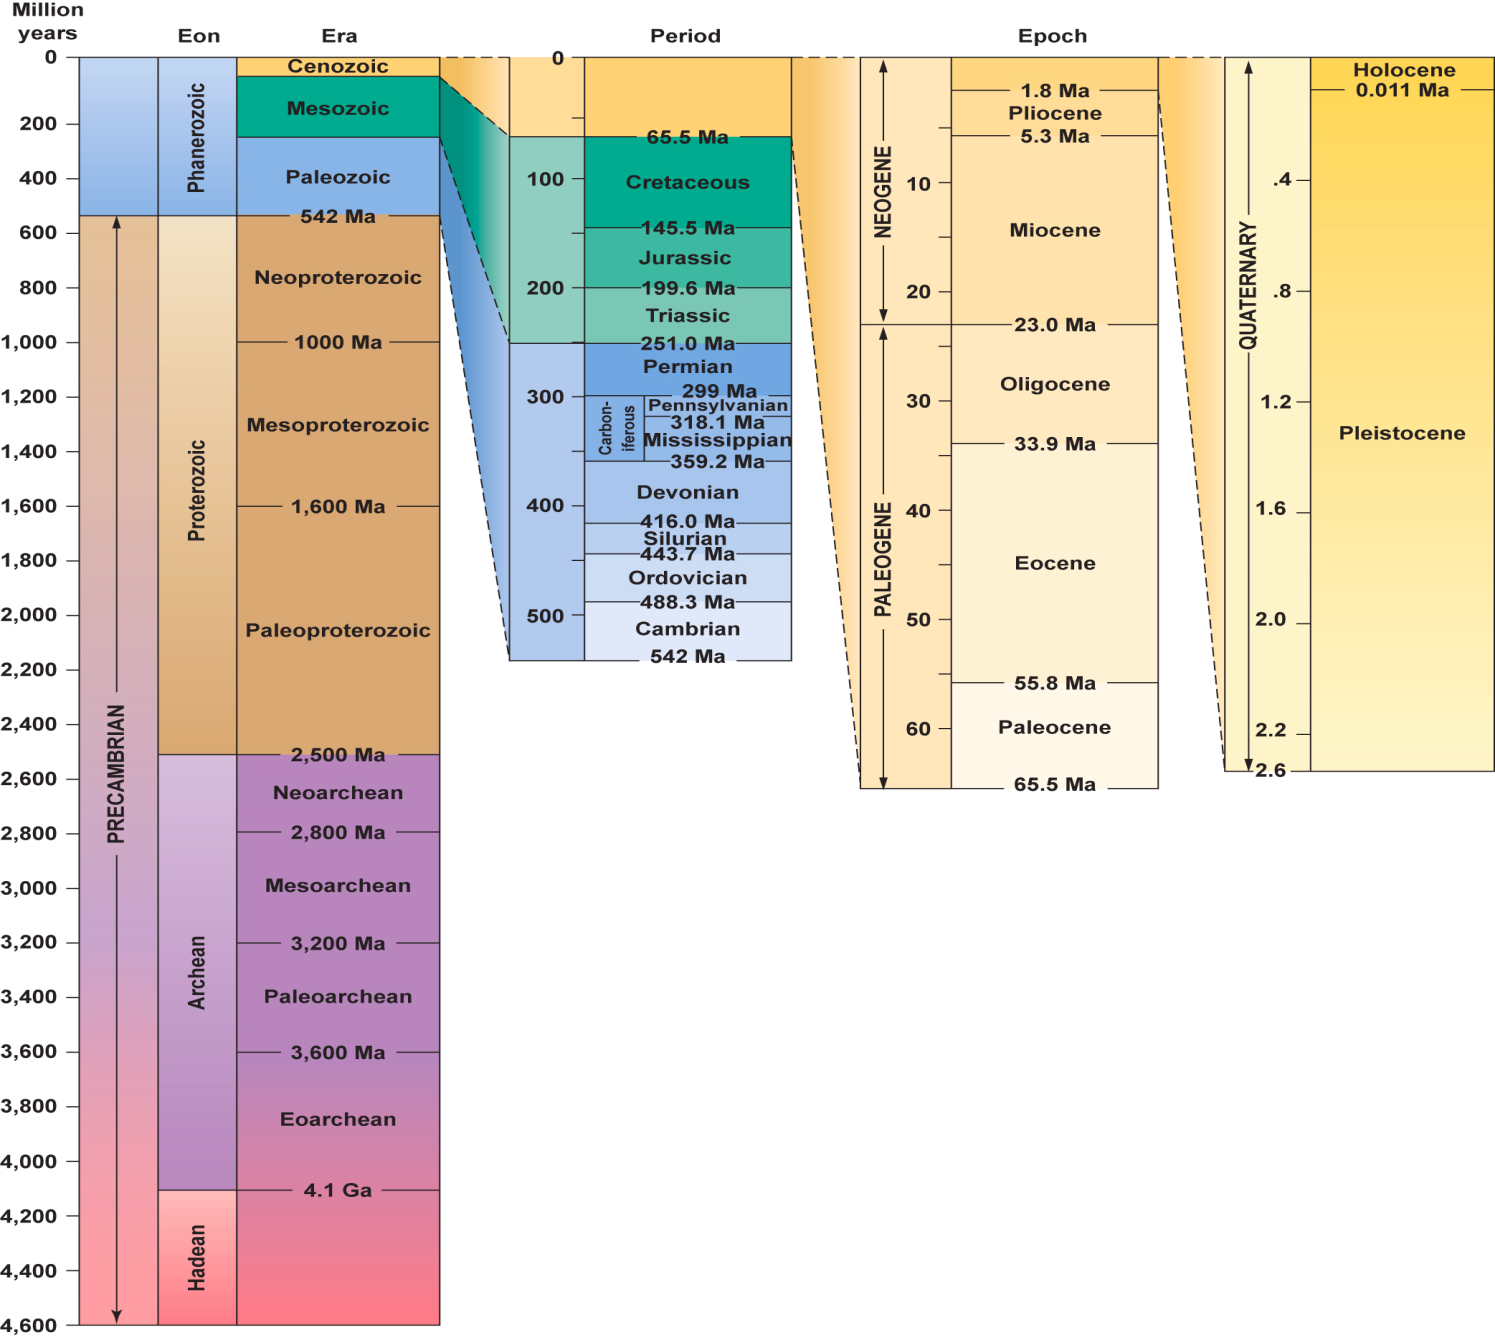 Million
years
Eon
Era
Period
Epoch
0
200
400
600
800
1,000
1,200
1,400
1,600
1,800
2,000
2,200
2,400
2,600
2,800
3,000
3,200
3,400
3,600
3,800
4,000
4,200
4,400
4,600
PRECAMBRIAN
Phanerozoic
Proterozoic
Archean
Hadean
Cenozoic
Mesozoic
Paleozoic
542 Ma
Neoproterozoic
1000 Ma
Mesoproterozoic
1,600 Ma
Paleoproterozoic
2,500 Ma
Neoarchean
2,800 Ma
Mesoarchean
3,200 Ma
Paleoarchean
3,600 Ma
Eoarchean
4.1 Ga
0
100
200
300
400
500
65.5 Ma
Cretaceous
145.5 Ma
Jurassic
199.6 Ma
Triassic
251.0 Ma
Permian
299 Ma
Carbon-
iferous
Pennsylvanian
318.1 Ma
Mississippian
359.2 Ma
Devonian
416.0 Ma
Silurian
443.7 Ma
Ordovician
488.3 Ma
Cambrian
542 Ma
NEOGENE
PALEOGENE
10
20
30
40
50
60
1.8 Ma
Pliocene
5.3 Ma
Miocene
23.0 Ma
Oligocene
33.9 Ma
Eocene
55.8 Ma
Paleocene
65.5 Ma
QUATERNARY
.4
.8
1.2
1.6
2.0
2.2
2.6
Holocene
0.011 Ma
Pleistocene